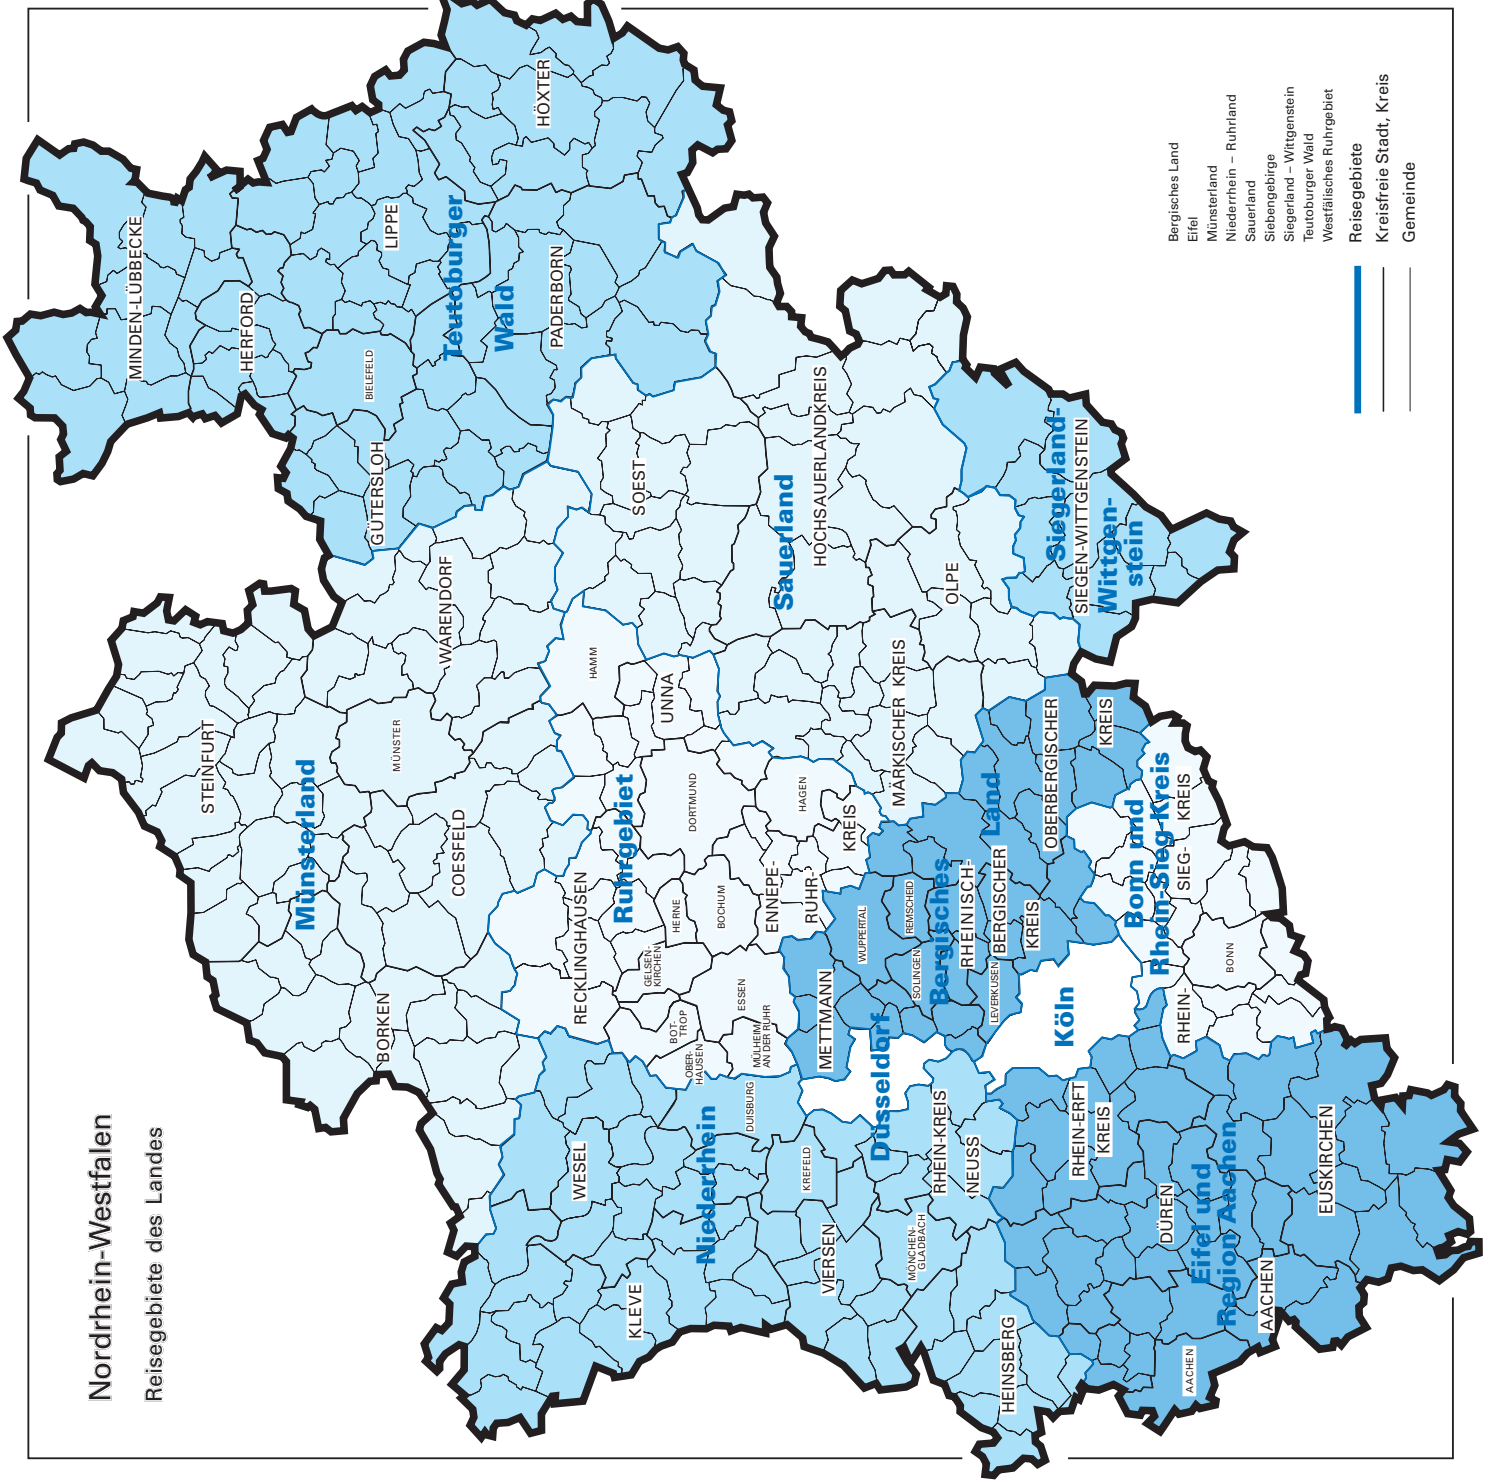 Nordrhein-Westfalen
Reisegebiete des Landes
STEINFURT
Münsterland
MÜNSTER
WARENDORF
BORKEN
COESFELD
MINDEN-LÜBBECKE
HERFORD
BIELEFELD
GÜTERSLOH
LIPPE
Teutoburger
Wald
HÖXTER
PADERBORN
KLEVE
WESEL
Niederrhein
DUISBURG
KREFELD
VIERSEN
MÖNCHEN-
GLADBACH
RHEIN-KREIS
NEUSS
HEINSBERG
RECKLINGHAUSEN
Ruhrgebiet
HAMM
UNNA
DORTMUND
HERNE
BOCHUM
GELSEN-
KIRCHEN
BOT-
TROP
OBER-
HAUSEN
ESSEN
MÜLHEIM
AN DER RUHR
HAGEN
ENNEPE-
RUHR-
KREIS
SOEST
Sauerland
HOCHSAUERLANDKREIS
MÄRKISCHER KREIS
OLPE
METTMANN
Düsseldorf
WUPPERTAL
REMSCHEID
SOLINGEN
Bergisches
Land
RHEINISCH-
BERGISCHER
KREIS
LEVERKUSEN
OBERBERGISCHER
KREIS
Köln
Siegerland-
SIEGEN-WITTGENSTEIN
Wittgen-
stein
Bonn und
Rhein-Sieg-Kreis
RHEIN-
SIEG-
KREIS
BONN
RHEIN-ERFT
KREIS
DÜREN
Eifel und
Region Aachen
AACHEN
AACHEN
EUSKIRCHEN
Bergisches Land
Eifel
Münsterland
Niederrhein – Ruhrland
Sauerland
Siebengebirge
Siegerland – Wittgenstein
Teutoburger Wald
Westfälisches Ruhrgebiet
Reisegebiete
Kreisfreie Stadt, Kreis
Gemeinde